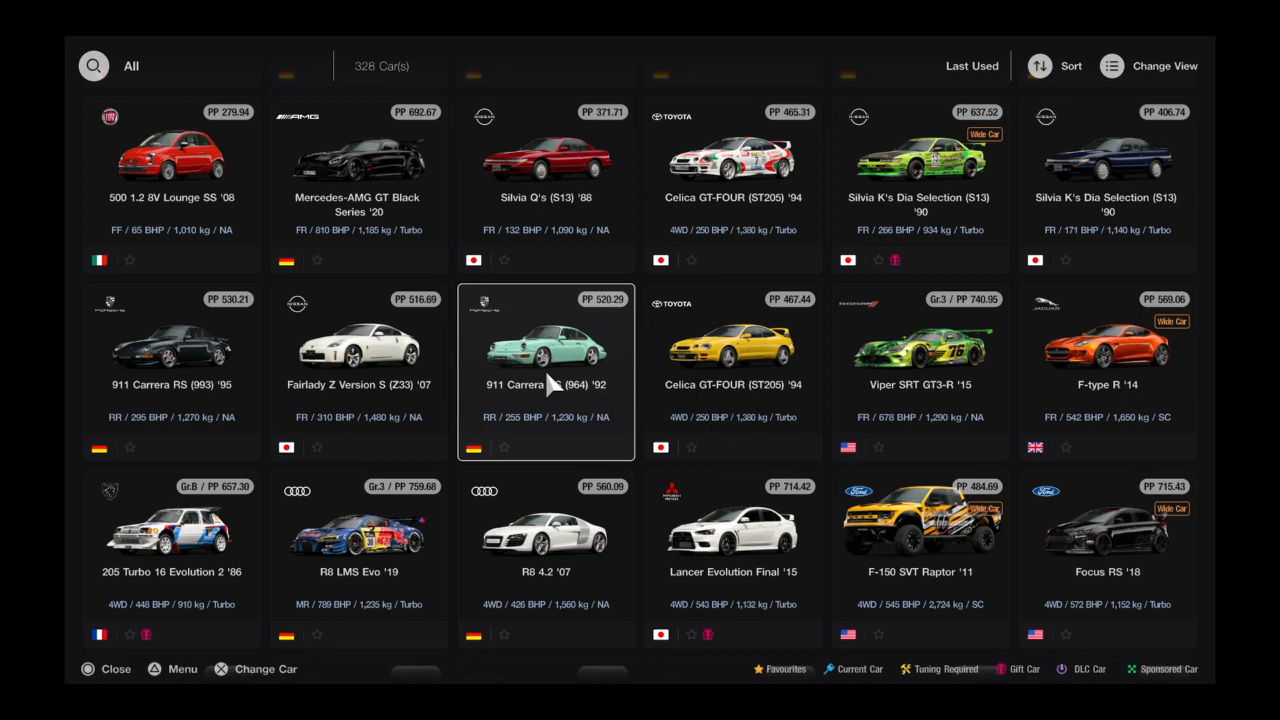 All
328 Car(s)
Last Used
Sort
Change View
FIAT
PP 279.94
500 1.2 8V Lounge SS '08
FF / 65 BHP / 1,010 kg / NA
AMG
PP 692.67
Mercedes-AMG GT Black
Series '20
FR / 810 BHP / 1,185 kg / Turbo
NISSAN
PP 371.71
Silvia Q's (S13) '88
FR / 132 BHP / 1,090 kg / NA
TOYOTA
PP 465.31
Celica GT-FOUR (ST205) '94
4WD / 250 BHP / 1,380 kg / Turbo
NISSAN
PP 637.52
Wide Car
Silvia K's Dia Selection (S13)
'90
FR / 266 BHP / 934 kg / Turbo
NISSAN
PP 406.74
Silvia K's Dia Selection (S13)
'90
FR / 171 BHP / 1,140 kg / Turbo
PORSCHE
PP 530.21
911 Carrera RS (993) '95
RR / 295 BHP / 1,270 kg / NA
NISSAN
PP 516.69
Fairlady Z Version S (Z33) '07
FR / 310 BHP / 1,480 kg / NA
PORSCHE
PP 520.29
911 Carrera (964) '92
RR / 255 BHP / 1,230 kg / NA
TOYOTA
PP 467.44
Celica GT-FOUR (ST205) '94
4WD / 250 BHP / 1,380 kg / Turbo
DODGE
Gr.3 / PP 740.95
76
Viper SRT GT3-R '15
FR / 678 BHP / 1,290 kg / NA
JAGUAR
PP 569.06
Wide Car
F-type R '14
FR / 542 BHP / 1,650 kg / SC
Gr.B / PP 657.30
205 Turbo 16 Evolution 2 '86
4WD / 448 BHP / 910 kg / Turbo
Gr.3 / PP 759.68
R8 LMS Evo '19
MR / 789 BHP / 1,235 kg / Turbo
PP 560.09
R8 4.2 '07
4WD / 426 BHP / 1,560 kg / NA
MITSUBISHI
MOTORS
PP 714.42
Lancer Evolution Final '15
4WD / 543 BHP / 1,132 kg / Turbo
Ford
PP 484.69
Wide Car
F-150 SVT Raptor '11
4WD / 545 BHP / 2,724 kg / SC
Ford
PP 715.43
Wide Car
Focus RS '18
4WD / 572 BHP / 1,152 kg / Turbo
Close
Menu
Change Car
Favourites
Current Car
Tuning Required
Gift Car
DLC Car
Sponsored Car